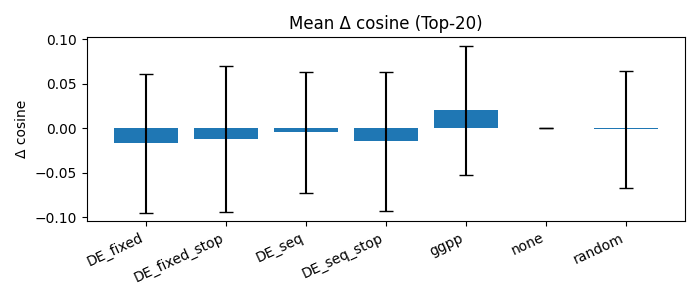 Mean Δ cosine (Top-20)
0.10
0.05
0.00
−0.05
−0.10
Δ cosine
DE_fixed
DE_fixed_stop
DE_seq
DE_seq_stop
ggpp
none
random